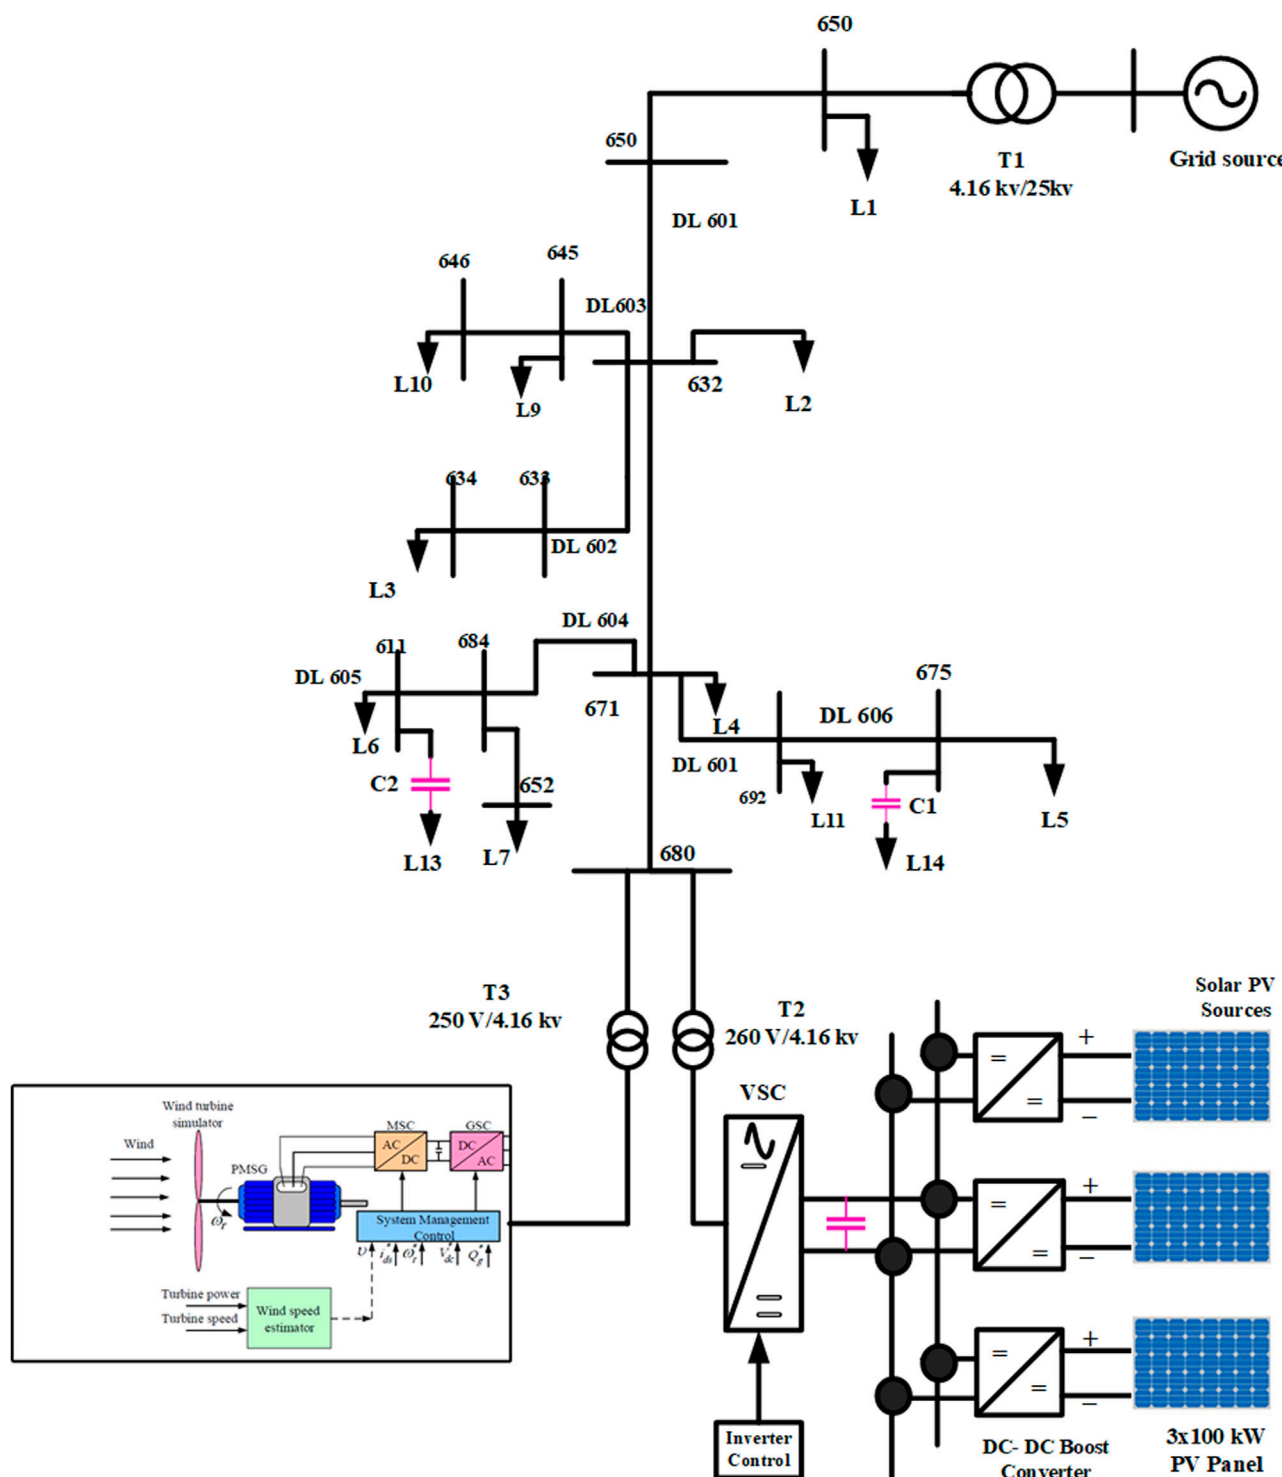 650
T1
4.16 kv/25kv
Grid source
L1
650
DL 601
646
645
DL603
L10
L9
632
L2
634
633
DL 602
L3
DL 604
611
684
DL 605
671
675
L4
DL 606
L6
DL 601
C2
652
692
L11
C1
L5
L13
L7
680
L14
T3
250 V/4.16 kv
T2
260 V/4.16 kv
Solar PV
Sources
VSC
+
−
+
−
+
−
=
=
=
=
=
=
Wind turbine
simulator
Wind
PMSG
MSC
GSC
AC
DC
DC
AC
ωr
System Management
Control
υ
i*ds
ω*r
V*dc
Q*g
Turbine power
Turbine speed
Wind speed
estimator
Inverter
Control
DC- DC Boost
Converter
3x100 kW
PV Panel